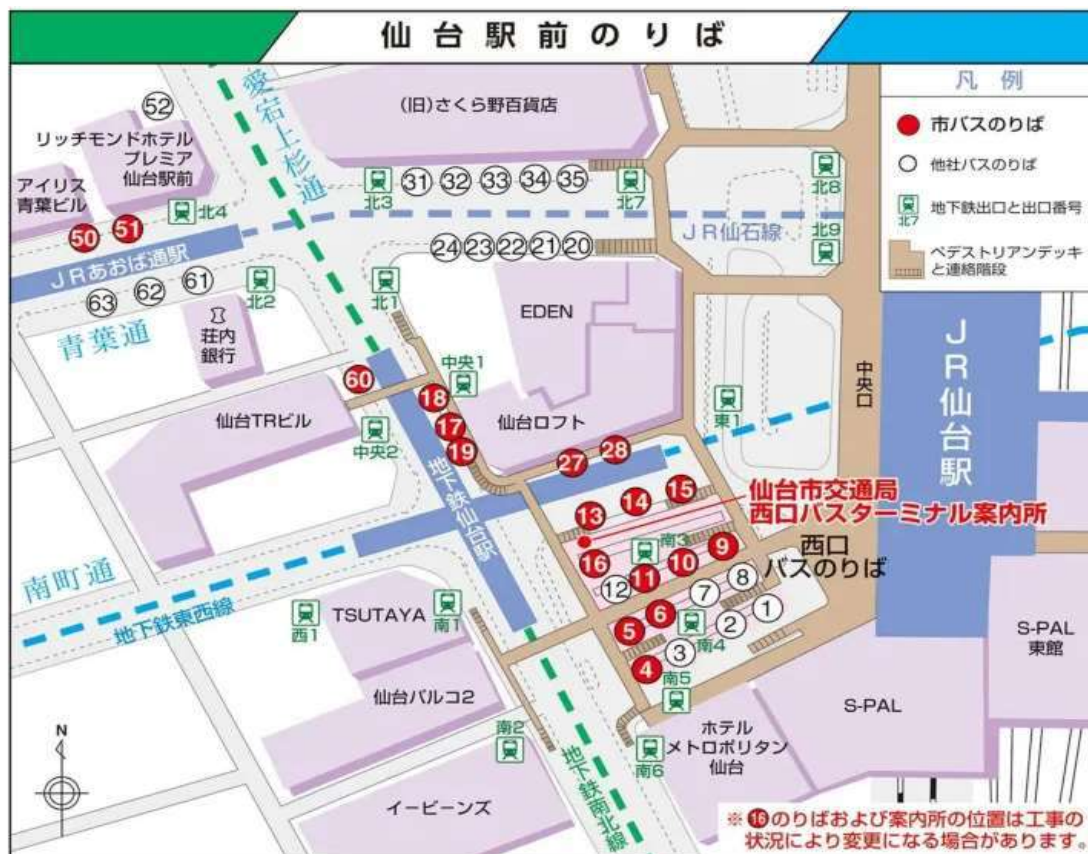 仙台駅前のりば
凡例
市バスのりば
他社バスのりば
地下鉄出口と出口番号
北7
ペデストリアンデッキ
と連絡階段
52
リッチモンドホテル
プレミア
仙台駅前
アイリス
青葉ビル
50
51
北4
愛宕上杉通
(旧)さくら野百貨店
北3
31
32
33
34
35
北7
北8
北9
JR仙石線
24
23
22
21
20
JRあおば通駅
63
62
61
北2
北1
青葉通
荘内
銀行
EDEN
中央1
60
18
17
19
仙台TRビル
中央2
仙台ロフト
東1
中央口
JR仙台駅
地下鉄仙台駅
27
28
13
14
15
仙台市交通局
西口バスターミナル案内所
16
南3
12
11
10
9
西口
バスのりば
5
6
7
8
南4
4
3
2
1
南5
南町通
地下鉄東西線
西1
TSUTAYA
南1
仙台パルコ2
南2
イービーンズ
地下鉄南北線
南6
ホテル
メトロポリタン
仙台
S-PAL
S-PAL
東館
N
※16のりばおよび案内所の位置は工事の
状況により変更になる場合があります。